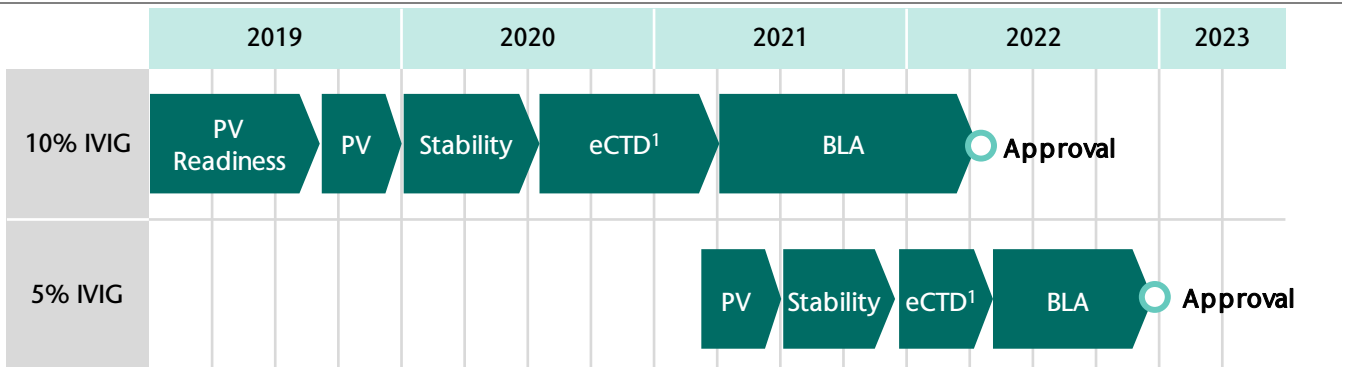 2019 2020 2021 2022 2023
10% IVIG
PV
Readiness
PV
Stability
eCTD¹
BLA
Approval
5% IVIG
PV
Stability
eCTD¹
BLA
Approval